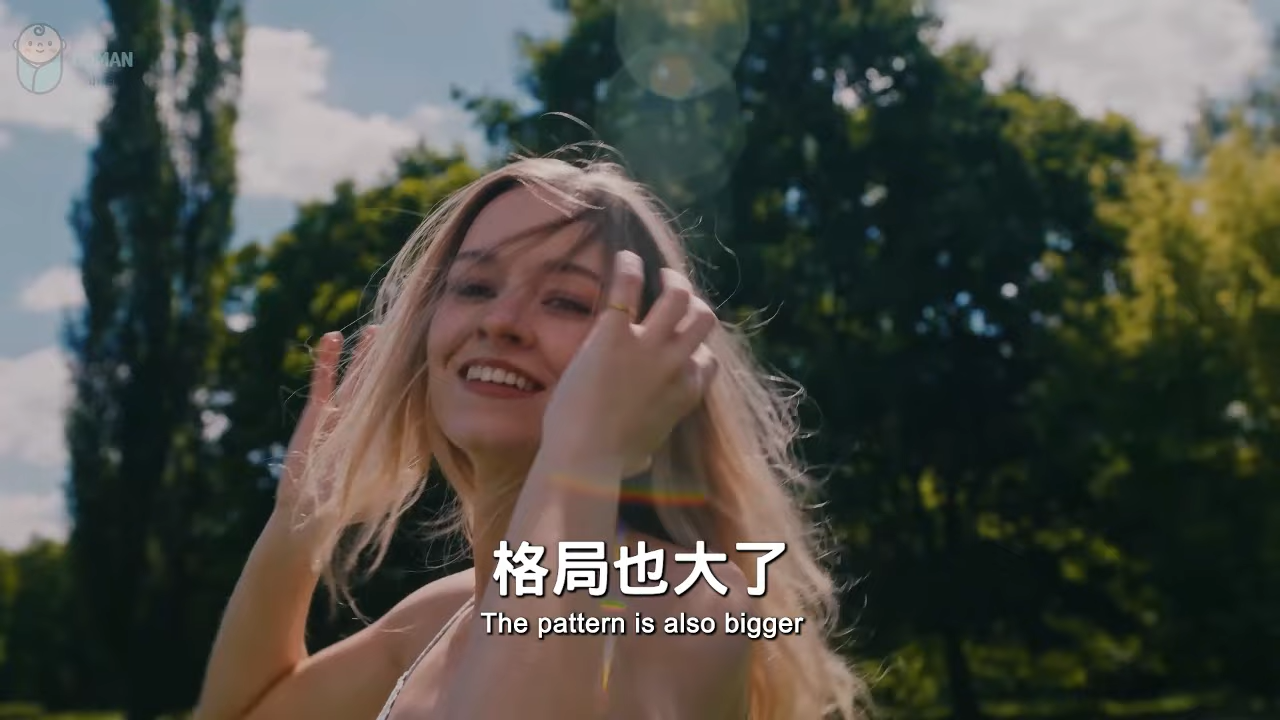 格局也大了
The pattern is also bigger